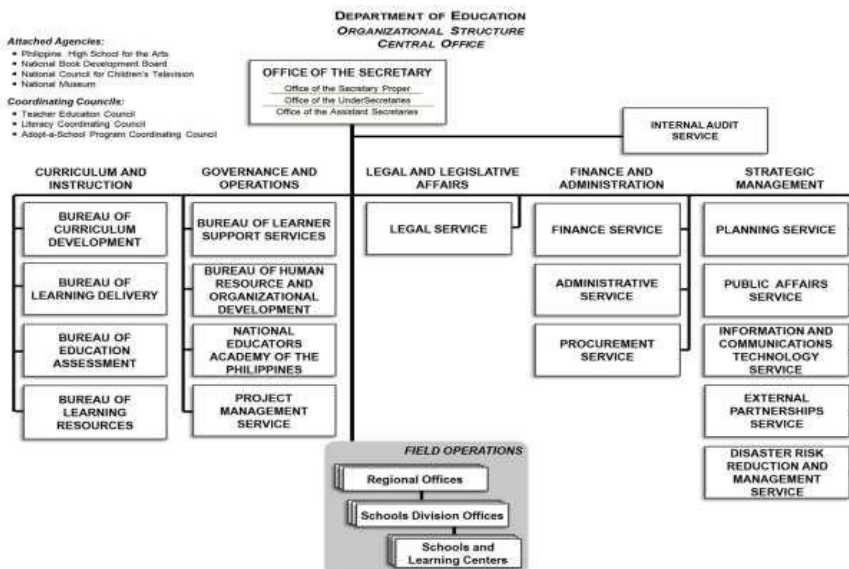 DEPARTMENT OF EDUCATION
ORGANIZATIONAL STRUCTURE
CENTRAL OFFICE
Attached Agencies:
• Philippine High School for the Arts
• National Book Development Board
• National Council for Children's Television
• National Museum
Coordinating Councils:
• Teacher Education Council
• Literacy Coordinating Council
• Adopt-a-School Program Coordinating Council
OFFICE OF THE SECRETARY
Office of the Secretary Proper
Office of the UnderSecretaries
Office of the Assistant Secretaries
INTERNAL AUDIT
SERVICE
CURRICULUM AND
INSTRUCTION
BUREAU OF
CURRICULUM
DEVELOPMENT
BUREAU OF
LEARNING DELIVERY
BUREAU OF
EDUCATION
ASSESSMENT
BUREAU OF
LEARNING
RESOURCES
GOVERNANCE AND
OPERATIONS
BUREAU OF LEARNER
SUPPORT SERVICES
BUREAU OF HUMAN
RESOURCE AND
ORGANIZATIONAL
DEVELOPMENT
NATIONAL
EDUCATORS
ACADEMY OF THE
PHILIPPINES
PROJECT
MANAGEMENT
SERVICE
LEGAL AND LEGISLATIVE
AFFAIRS
LEGAL SERVICE
FINANCE AND
ADMINISTRATION
FINANCE SERVICE
ADMINISTRATIVE
SERVICE
PROCUREMENT
SERVICE
STRATEGIC
MANAGEMENT
PLANNING SERVICE
PUBLIC AFFAIRS
SERVICE
INFORMATION AND
COMMUNICATIONS
TECHNOLOGY
SERVICE
EXTERNAL
PARTNERSHIPS
SERVICE
DISASTER RISK
REDUCTION AND
MANAGEMENT
SERVICE
FIELD OPERATIONS
Regional Offices
Schools Division Offices
Schools and
Learning Centers